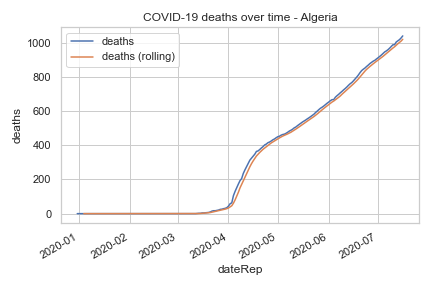 COVID-19 deaths over time - Algeria
deaths
deaths (rolling)
1000
800
600
400
200
0
deaths
2020-01
2020-02
2020-03
2020-04
2020-05
2020-06
2020-07
dateRep